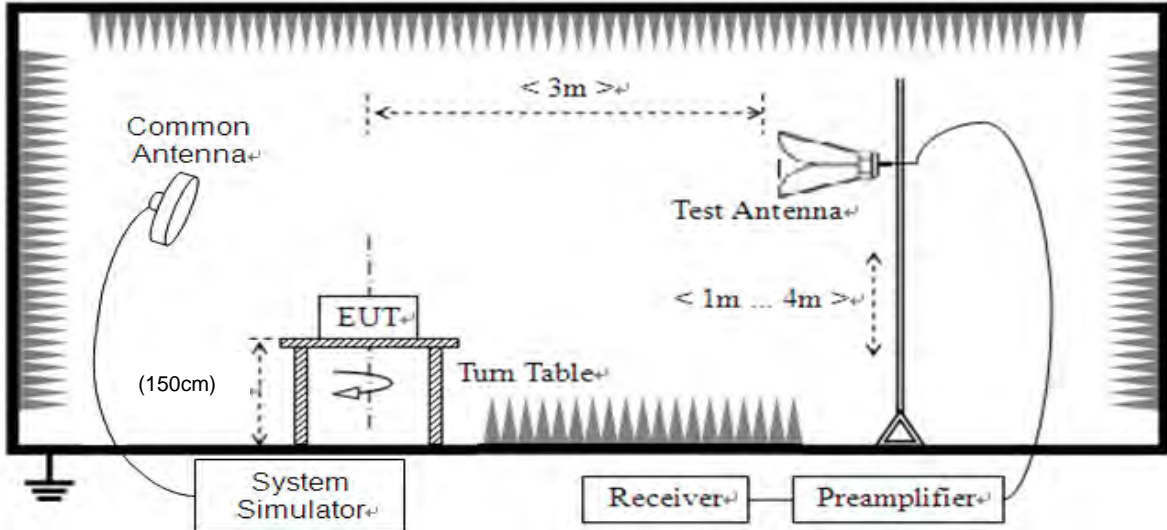 < 3m >↵
Common
Antenna↵
Test Antenna↵
< 1m ... 4m >↵
EUT↵
(150cm)
Turn Table↵
System
Simulator↵
Receiver↵
Preamplifier↵